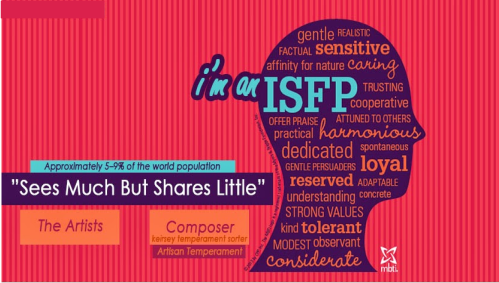 i'm an
ISFP
gentle REALISTIC
FACTUAL sensitive
affinity for nature caring
TRUSTING
cooperative
OFFER PRAISE ATTUNED TO OTHERS
practical harmonious
dedicated spontaneous
GENTLE PERSUADERS loyal
reserved ADAPTABLE
understanding concrete
STRONG VALUES
kind tolerant
MODEST observant
considerate
mbti
Approximately 5-9% of the world population
"Sees Much But Shares Little"
The Artists
Composer
keirsey temperament sorter
Artisan Temperament